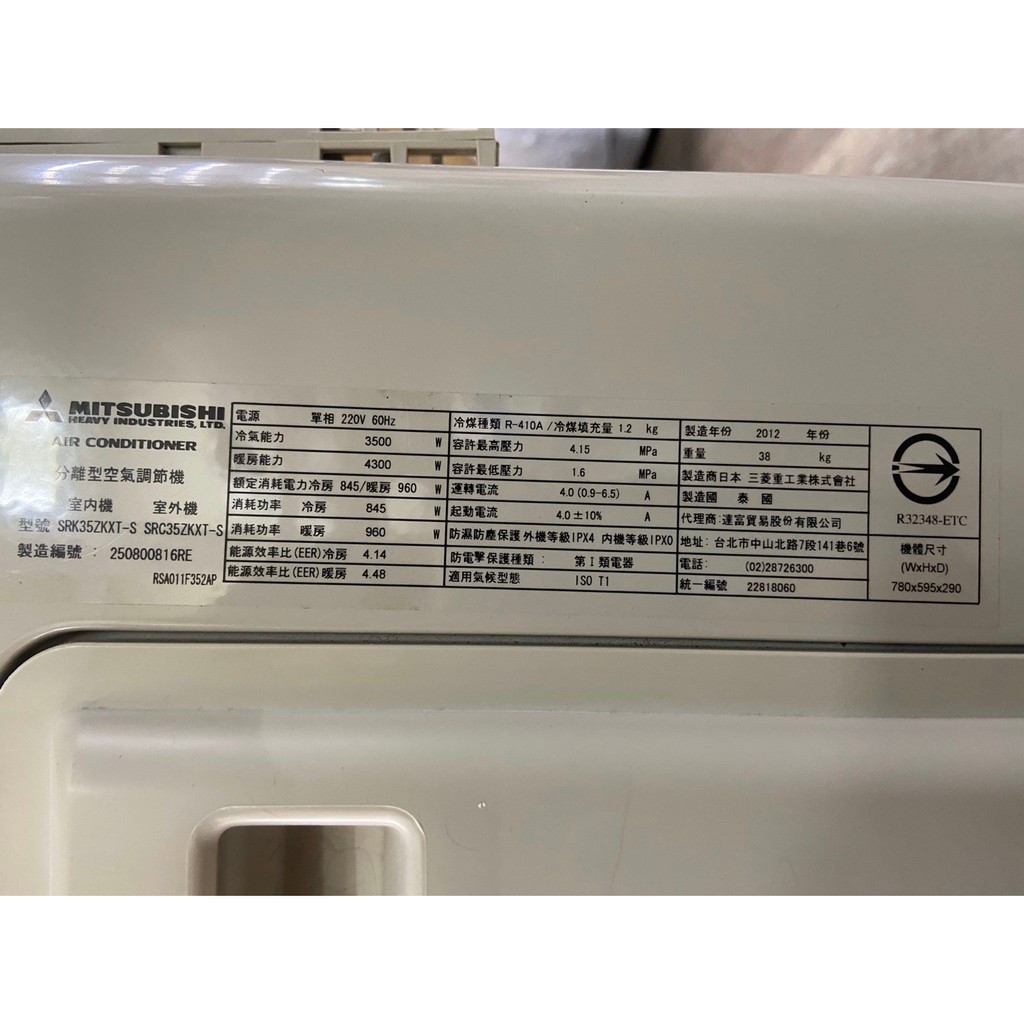 MITSUBISHI
HEAVY INDUSTRIES, LTD.
AIR CONDITIONER
分離型空氣調節機
室內機 室外機
型號 SRK35ZKXT-S SRC35ZKXT-S
製造編號： 250800816RE
RSA011F352AP
電源 單相 220V 60Hz
冷氣能力 3500 W
暖房能力 4300 W
額定消耗電力冷房 845/暖房 960 W
消耗功率 冷房 845 W
消耗功率 暖房 960 W
能源效率比(EER)冷房 4.14
能源效率比(EER)暖房 4.48
冷煤種類 R-410A /冷煤填充量 1.2 kg
容許最高壓力 4.15 MPa
容許最低壓力 1.6 MPa
運轉電流 4.0 (0.9-6.5) A
起動電流 4.0±10% A
防濕防塵保護 外機等級IPX4 內機等級IPX0
防電擊保護種類： 第I類電器
適用氣候型態 ISO T1
製造年份 2012 年份
重量 38 kg
製造商日本 三菱重工業株式會社
製造國 泰國
代理商：達富貿易股份有限公司
地址: 台北市中山北路7段141巷6號
電話: (02)28726300
統一編號 22818060
R32348-ETC
機體尺寸
(WxHxD)
780x595x290